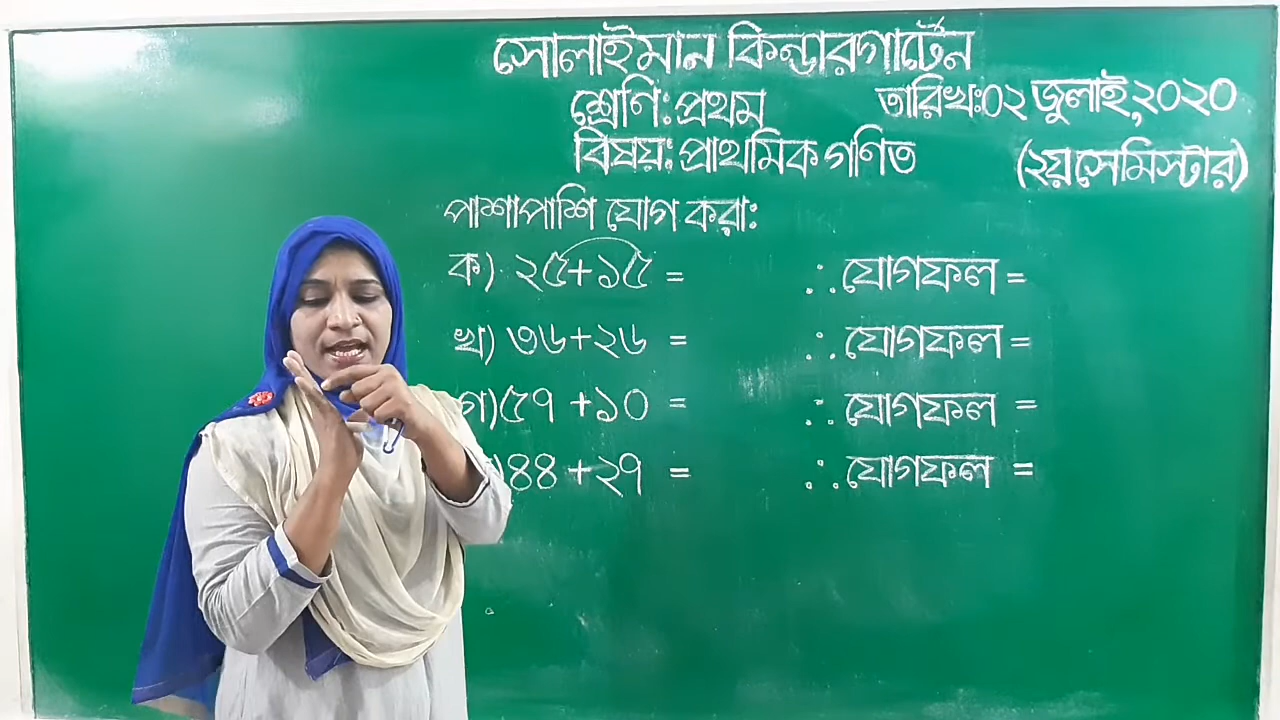 সোলাইমান কিন্ডারগার্টেন
শ্রেণি: প্রথম তারিখ: ০২ জুলাই, ২০২০
বিষয়: প্রাথমিক গণিত (২য় সেমিস্টার)
পাশাপাশি যোগ করা:
ক) ২৫+১৫ = ∴ যোগফল =
খ) ৩৬+২৬ = ∴ যোগফল =
গ) ৫৭ +১০ = ∴ যোগফল =
) ৪৪ + ২৭ = ∴ যোগফল =